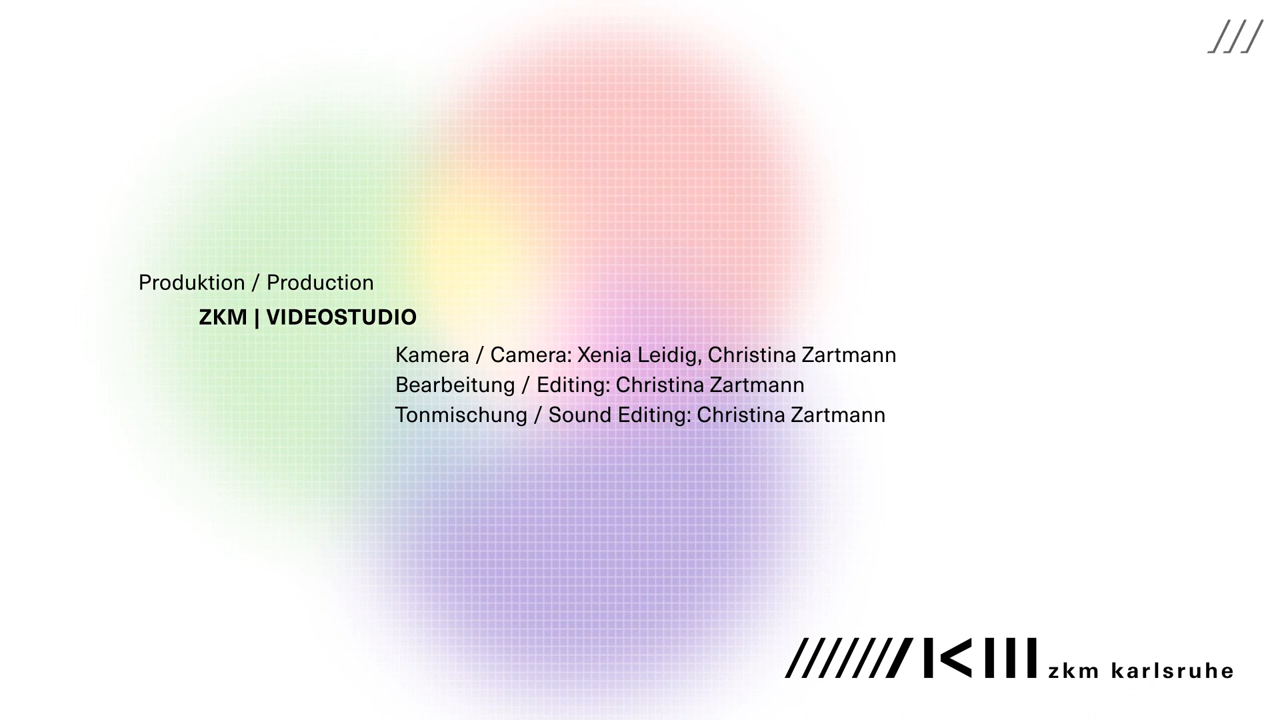 Produktion / Production
ZKM | VIDEOSTUDIO
Kamera / Camera: Xenia Leidig, Christina Zartmann
Bearbeitung / Editing: Christina Zartmann
Tonmischung / Sound Editing: Christina Zartmann
zkm karlsruhe